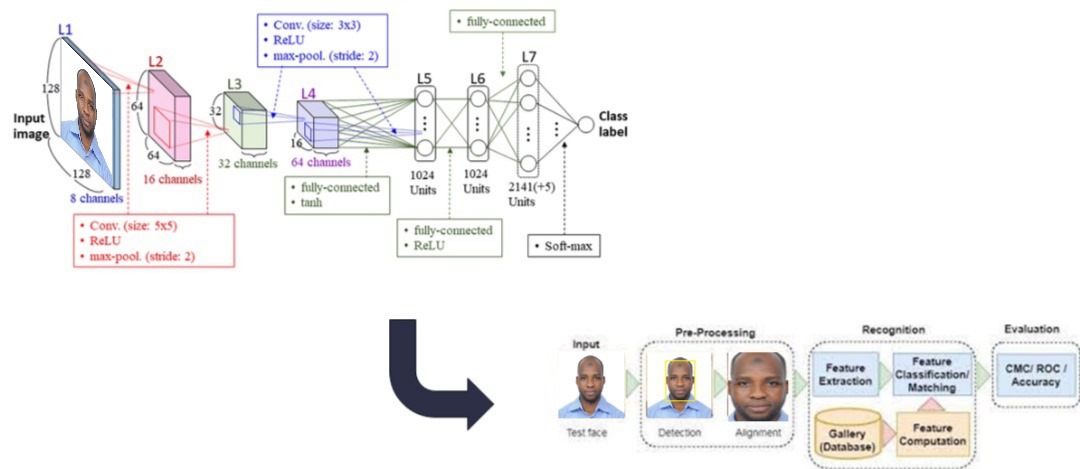 L1
128
Input
image
128
8 channels
L2
64
64
16 channels
L3
32
32 channels
L4
16
64 channels
• Conv. (size: 5x5)
• ReLU
• max-pool. (stride: 2)
• Conv. (size: 3x3)
• ReLU
• max-pool. (stride: 2)
• fully-connected
• tanh
L5
1024
Units
• fully-connected
• ReLU
L6
1024
Units
• fully-connected
L7
2141(+5)
Units
• Soft-max
Class
label
Input
Test face
Pre-Processing
Detection
Alignment
Recognition
Feature
Extraction
Feature
Classification/
Matching
Gallery
(Database)
Feature
Computation
Evaluation
CMC/ ROC /
Accuracy